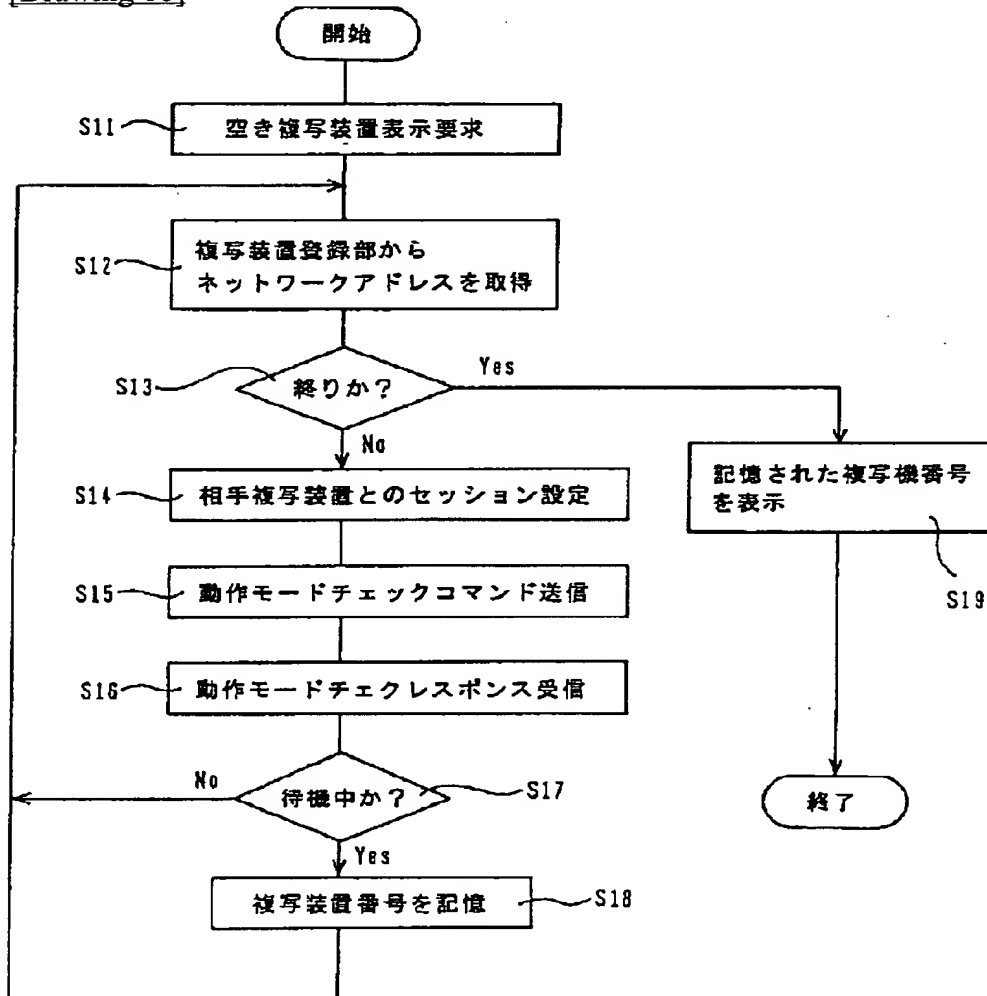 開始
S11
空き複写装置表示要求
S12
複写装置登録部から
ネットワークアドレスを取得
S13
終りか？
Yes
No
S14
相手複写装置とのセッション設定
記憶された複写機番号
を表示
S19
S15
動作モードチェックコマンド送信
S16
動作モードチェクレスポンス受信
No
待機中か？
S17
終了
Yes
複写装置番号を記憶
S18